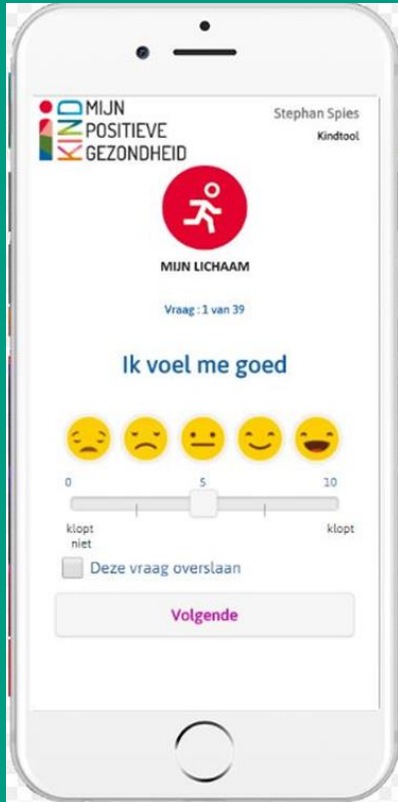 KIND
MIJN
POSITIEVE
GEZONDHEID
Stephan Spies
Kindtool
MIJN LICHAAM
Vraag : 1 van 39
Ik voel me goed
0 5 10
klopt
niet
klopt
Deze vraag overslaan
Volgende